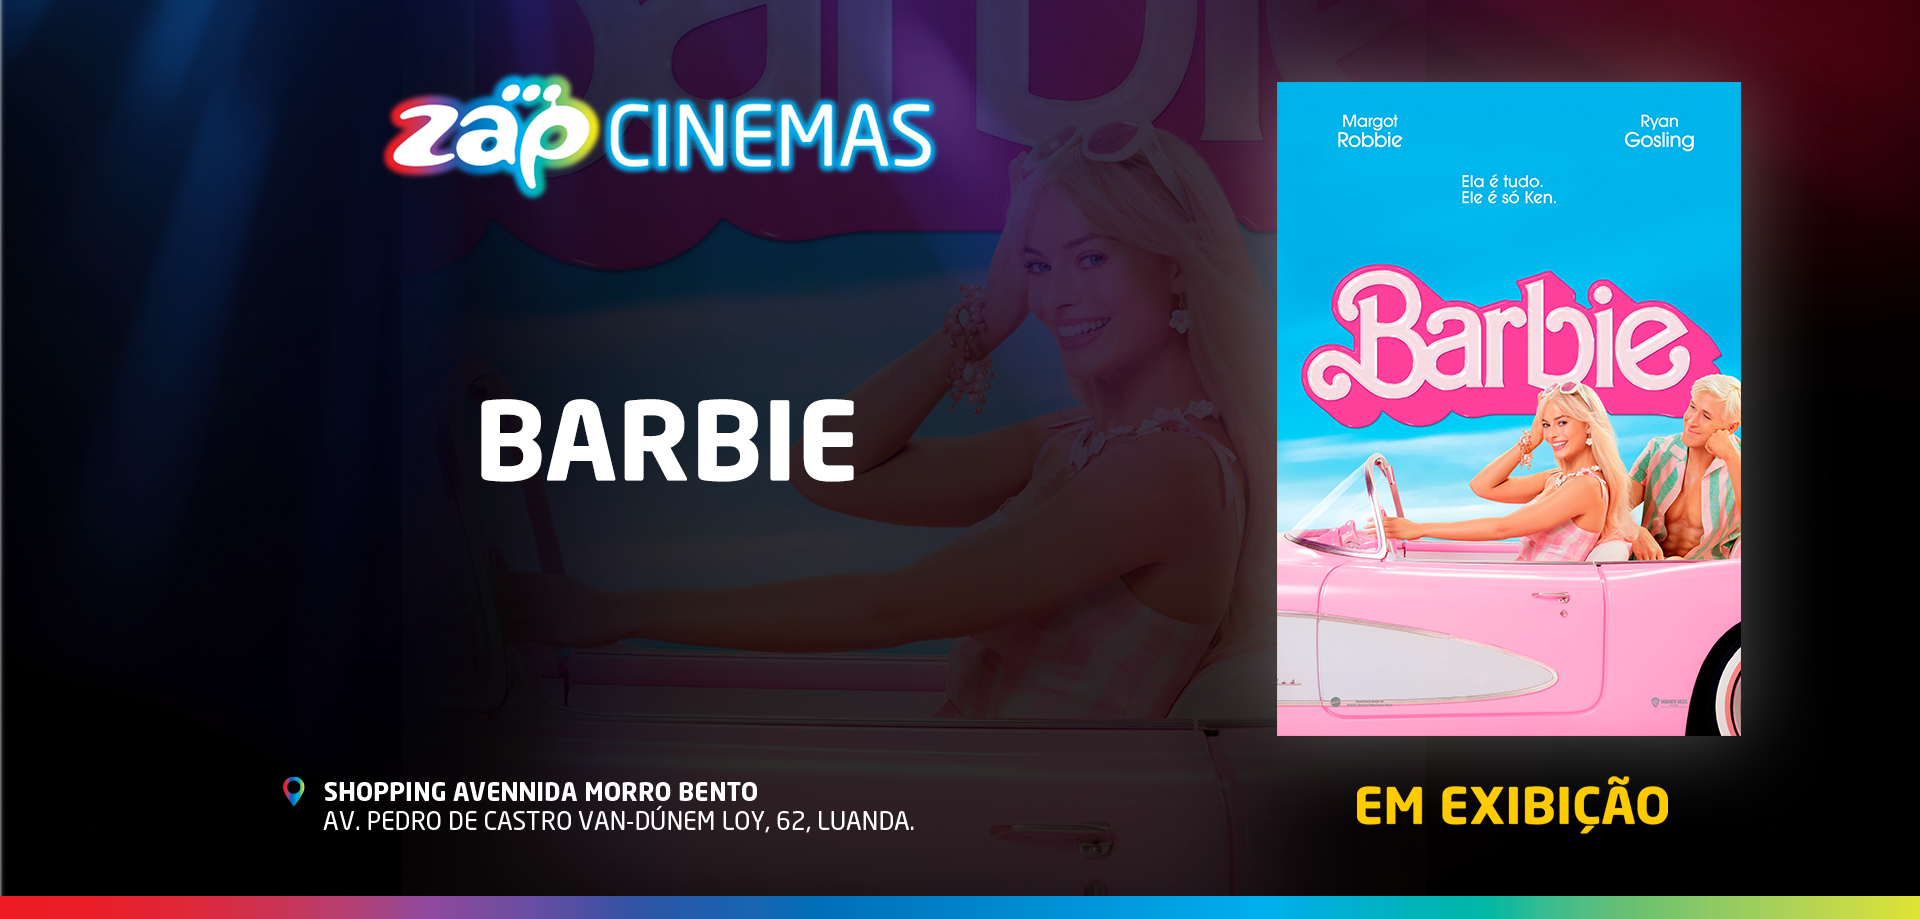 zap CINEMAS
BARBIE
SHOPPING AVENNIDA MORRO BENTO
AV. PEDRO DE CASTRO VAN-DÚNEM LOY, 62, LUANDA.
Margot
Robbie
Ryan
Gosling
Ela é tudo.
Ele é só Ken.
Barbie
EM EXIBIÇÃO